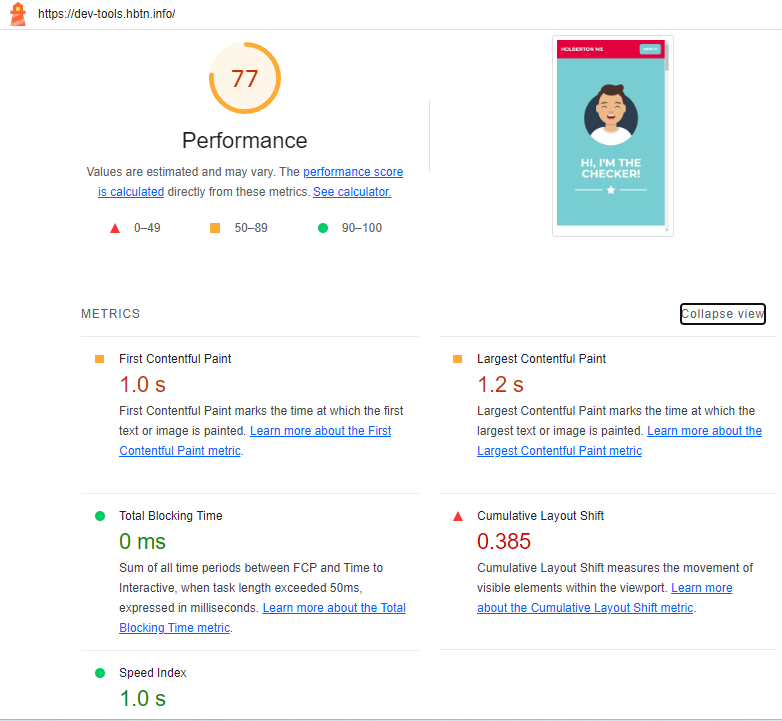 https://dev-tools.hbtn.info/
77
Performance
Values are estimated and may vary. The performance score
is calculated directly from these metrics. See calculator.
0–49
50–89
90–100
HOLBERTON ME
HI, I'M THE
CHECKER!
METRICS
Collapse view
First Contentful Paint
1.0 s
First Contentful Paint marks the time at which the first
text or image is painted. Learn more about the First
Contentful Paint metric.
Largest Contentful Paint
1.2 s
Largest Contentful Paint marks the time at which the
largest text or image is painted. Learn more about the
Largest Contentful Paint metric
Total Blocking Time
0 ms
Sum of all time periods between FCP and Time to
Interactive, when task length exceeded 50ms,
expressed in milliseconds. Learn more about the Total
Blocking Time metric.
Cumulative Layout Shift
0.385
Cumulative Layout Shift measures the movement of
visible elements within the viewport. Learn more
about the Cumulative Layout Shift metric.
Speed Index
1.0 s